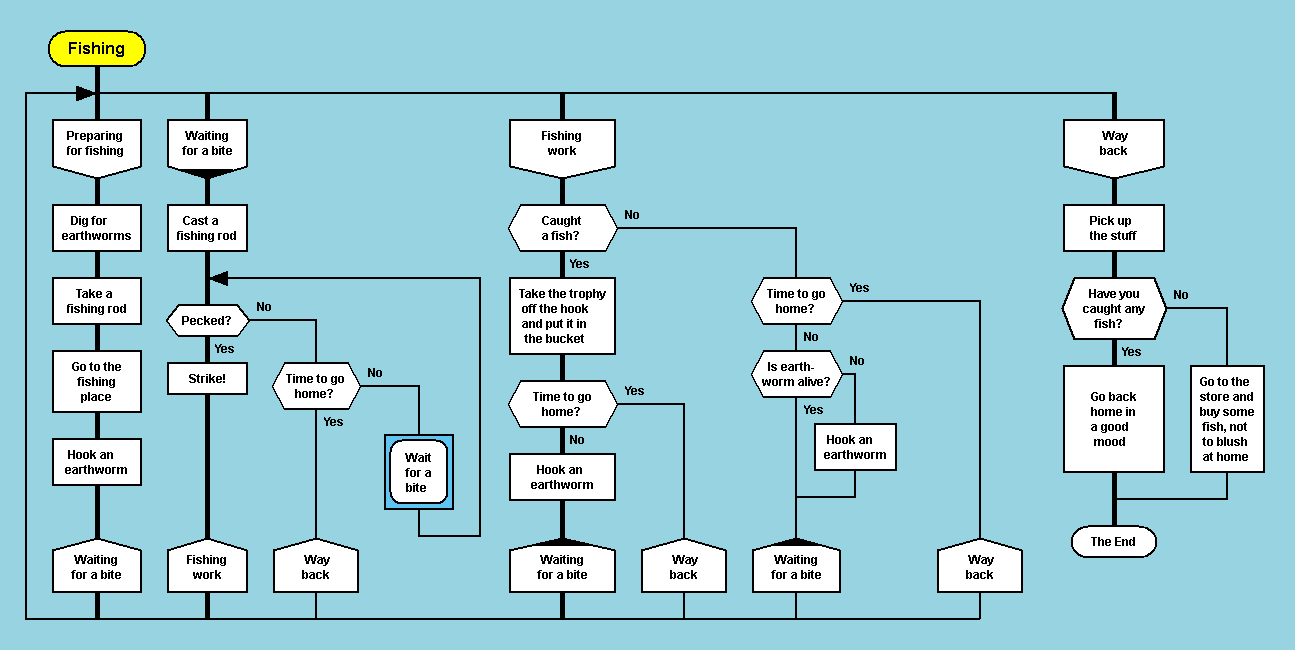 Fishing
Preparing
for fishing
Dig for
earthworms
Take a
fishing rod
Go to the
fishing
place
Hook an
earthworm
Waiting
for a bite
Waiting
for a bite
Cast a
fishing rod
Pecked?
No
Yes
Strike!
Time to go
home?
No
Yes
Wait
for a
bite
Fishing
work
Way
back
Fishing
work
Caught
a fish?
No
Yes
Take the trophy
off the hook
and put it in
the bucket
Time to go
home?
Yes
No
Hook an
earthworm
Waiting
for a bite
Way
back
Time to go
home?
Yes
No
Is earth-
worm alive?
No
Yes
Hook an
earthworm
Waiting
for a bite
Way
back
Way
back
Pick up
the stuff
Have you
caught any
fish?
No
Yes
Go back
home in
a good
mood
Go to the
store and
buy some
fish, not
to blush
at home
The End